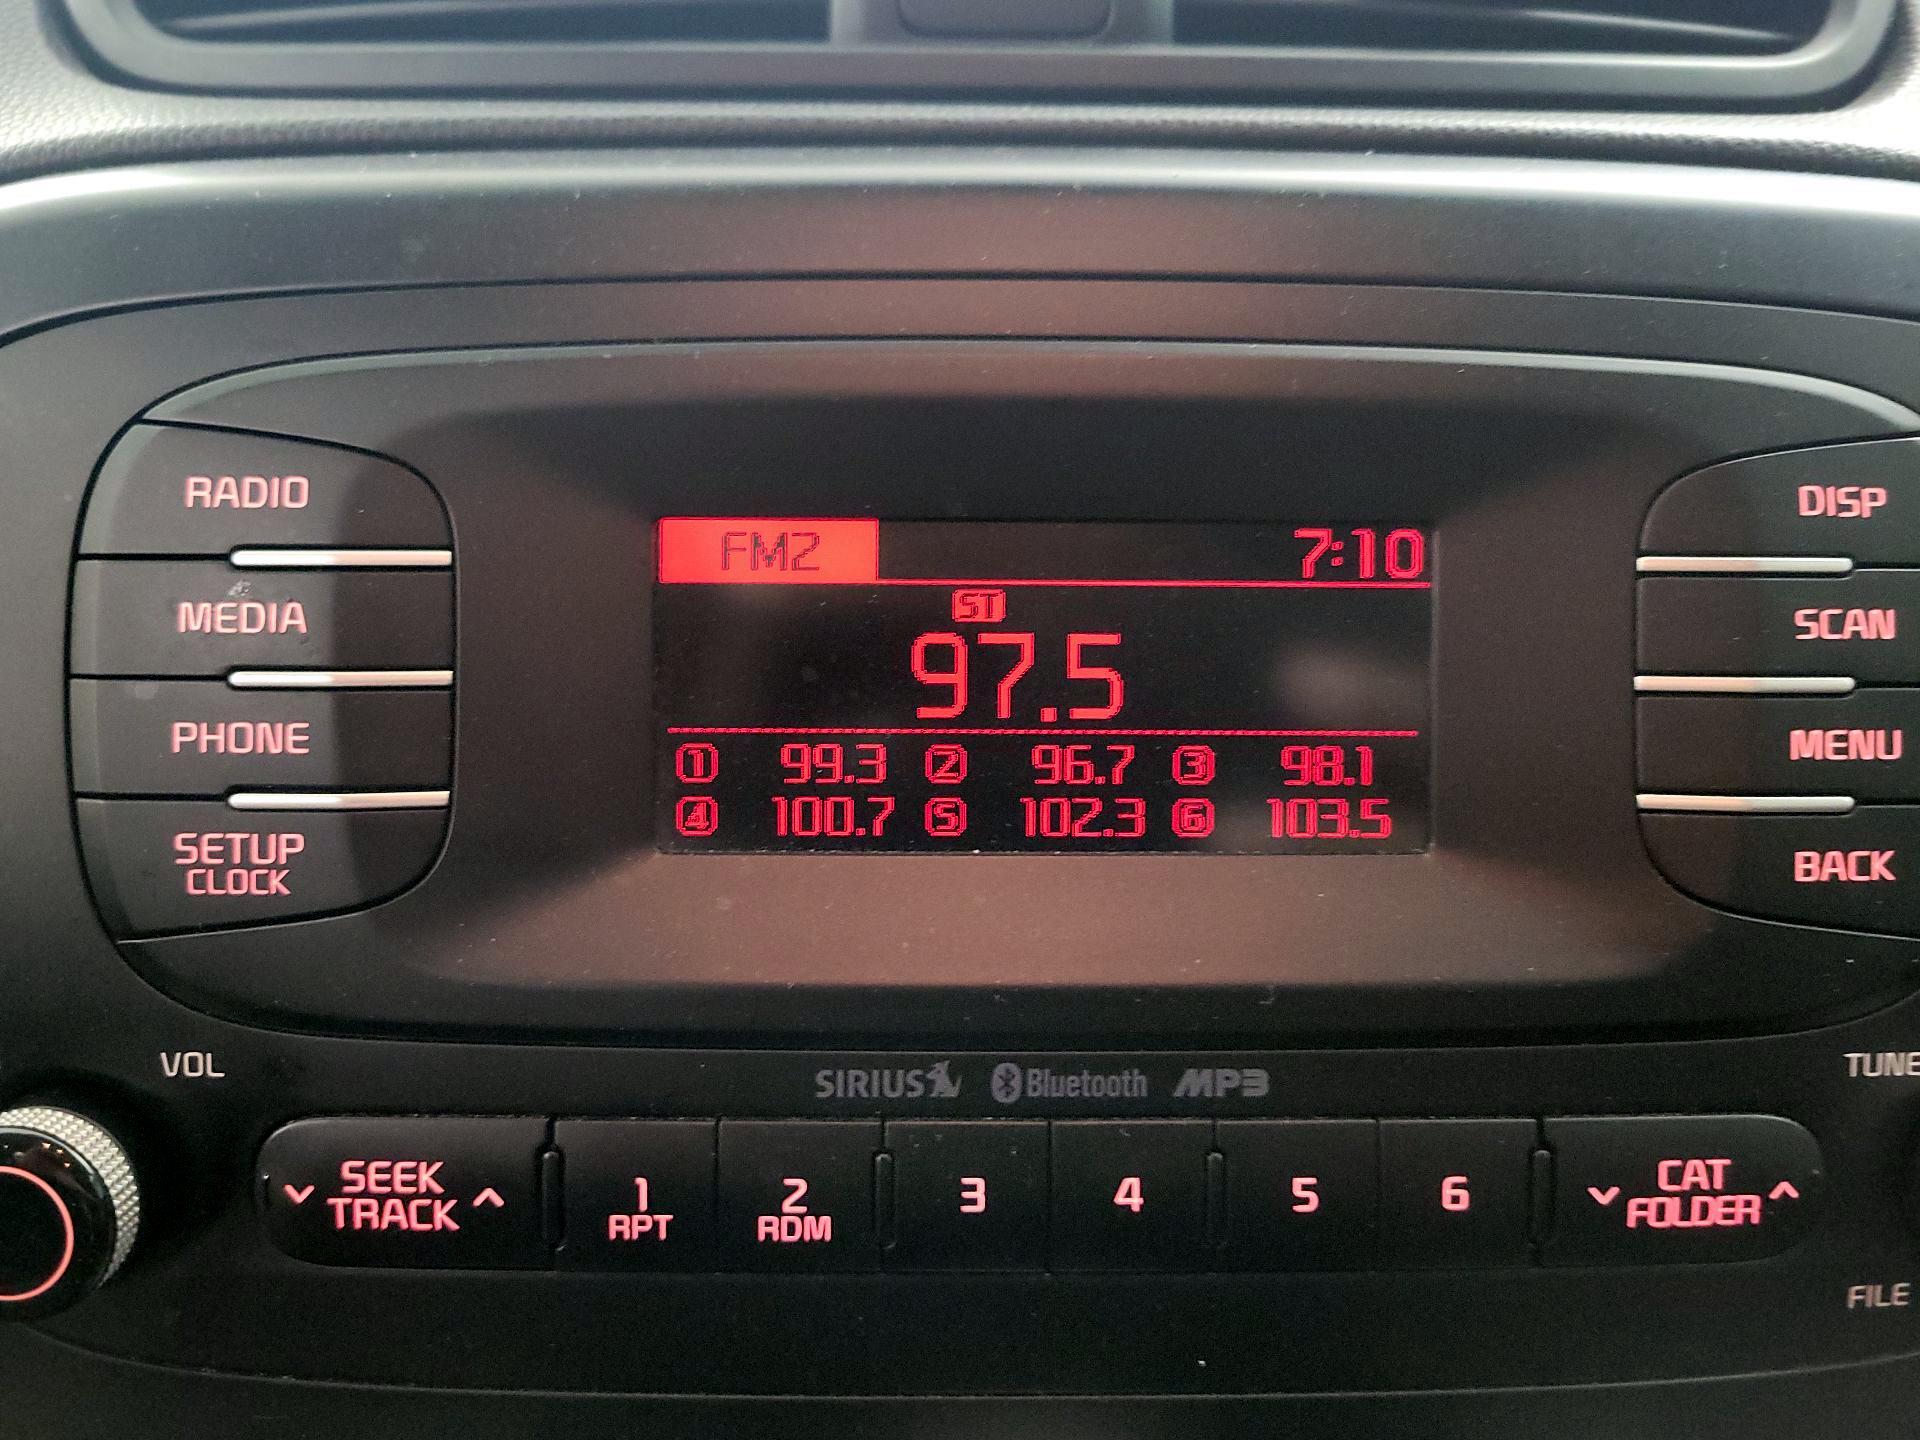 RADIO
MEDIA
PHONE
SETUP
CLOCK
FM2 7:10
ST
97.5
1 99.3 2 96.7 3 98.1
4 100.7 5 102.3 6 103.5
DISP
SCAN
MENU
BACK
VOL
SIRIUS Bluetooth MP3
TUNE
SEEK
TRACK
1
RPT
2
RDM
3
4
5
6
CAT
FOLDER
FILE